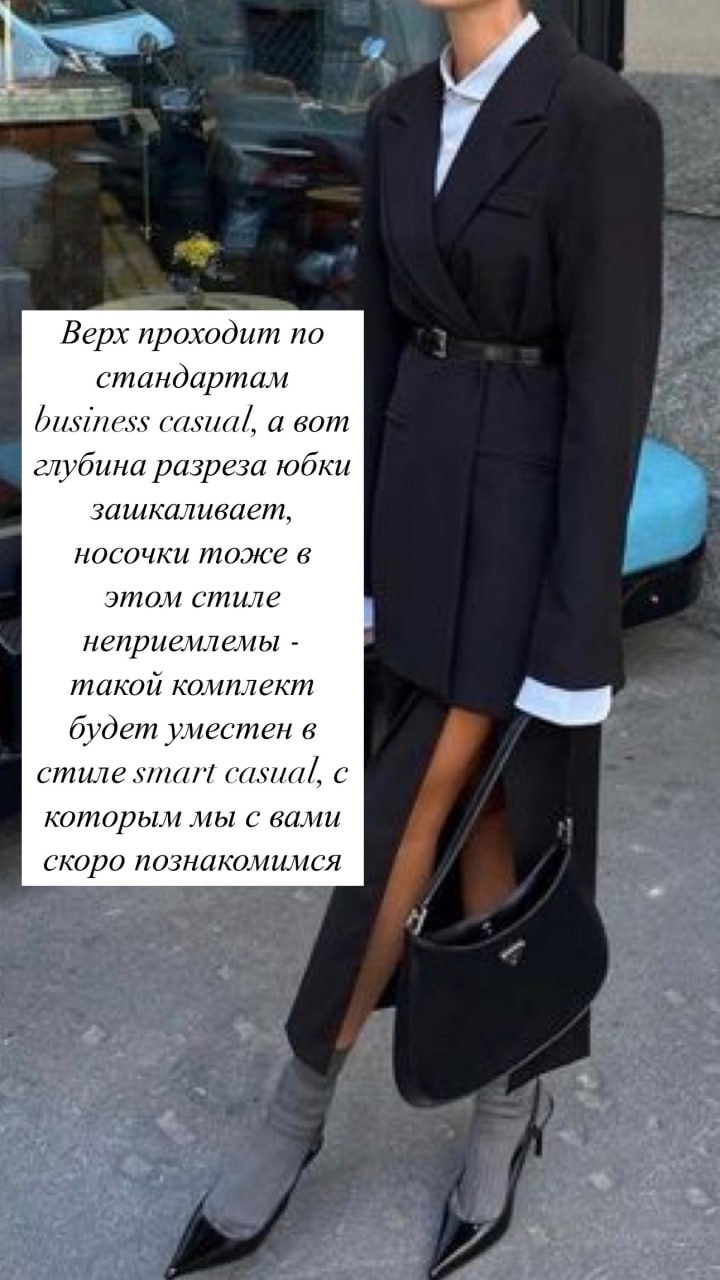 Верх проходит по
стандартам
business casual, а вот
глубина разреза юбки
зашкаливает,
носочки тоже в
этом стиле
неприемлемы -
такой комплект
будет уместен в
стиле smart casual, с
которым мы с вами
скоро познакомимся